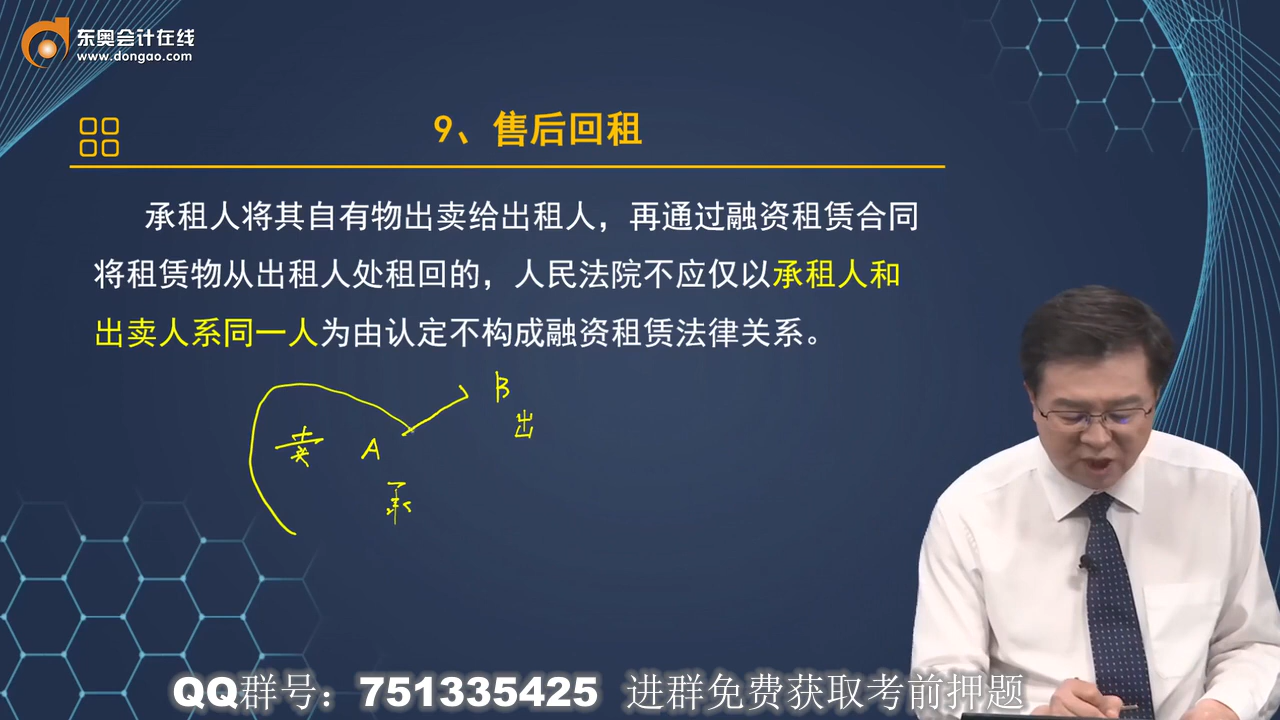 东奥会计在线
www.dongao.com
9、售后回租
承租人将其自有物出卖给出租人，再通过融资租赁合同
将租赁物从出租人处租回的，人民法院不应仅以承租人和
出卖人系同一人为由认定不构成融资租赁法律关系。
B
出
卖 A
承
QQ群号：751335425 进群免费获取考前押题